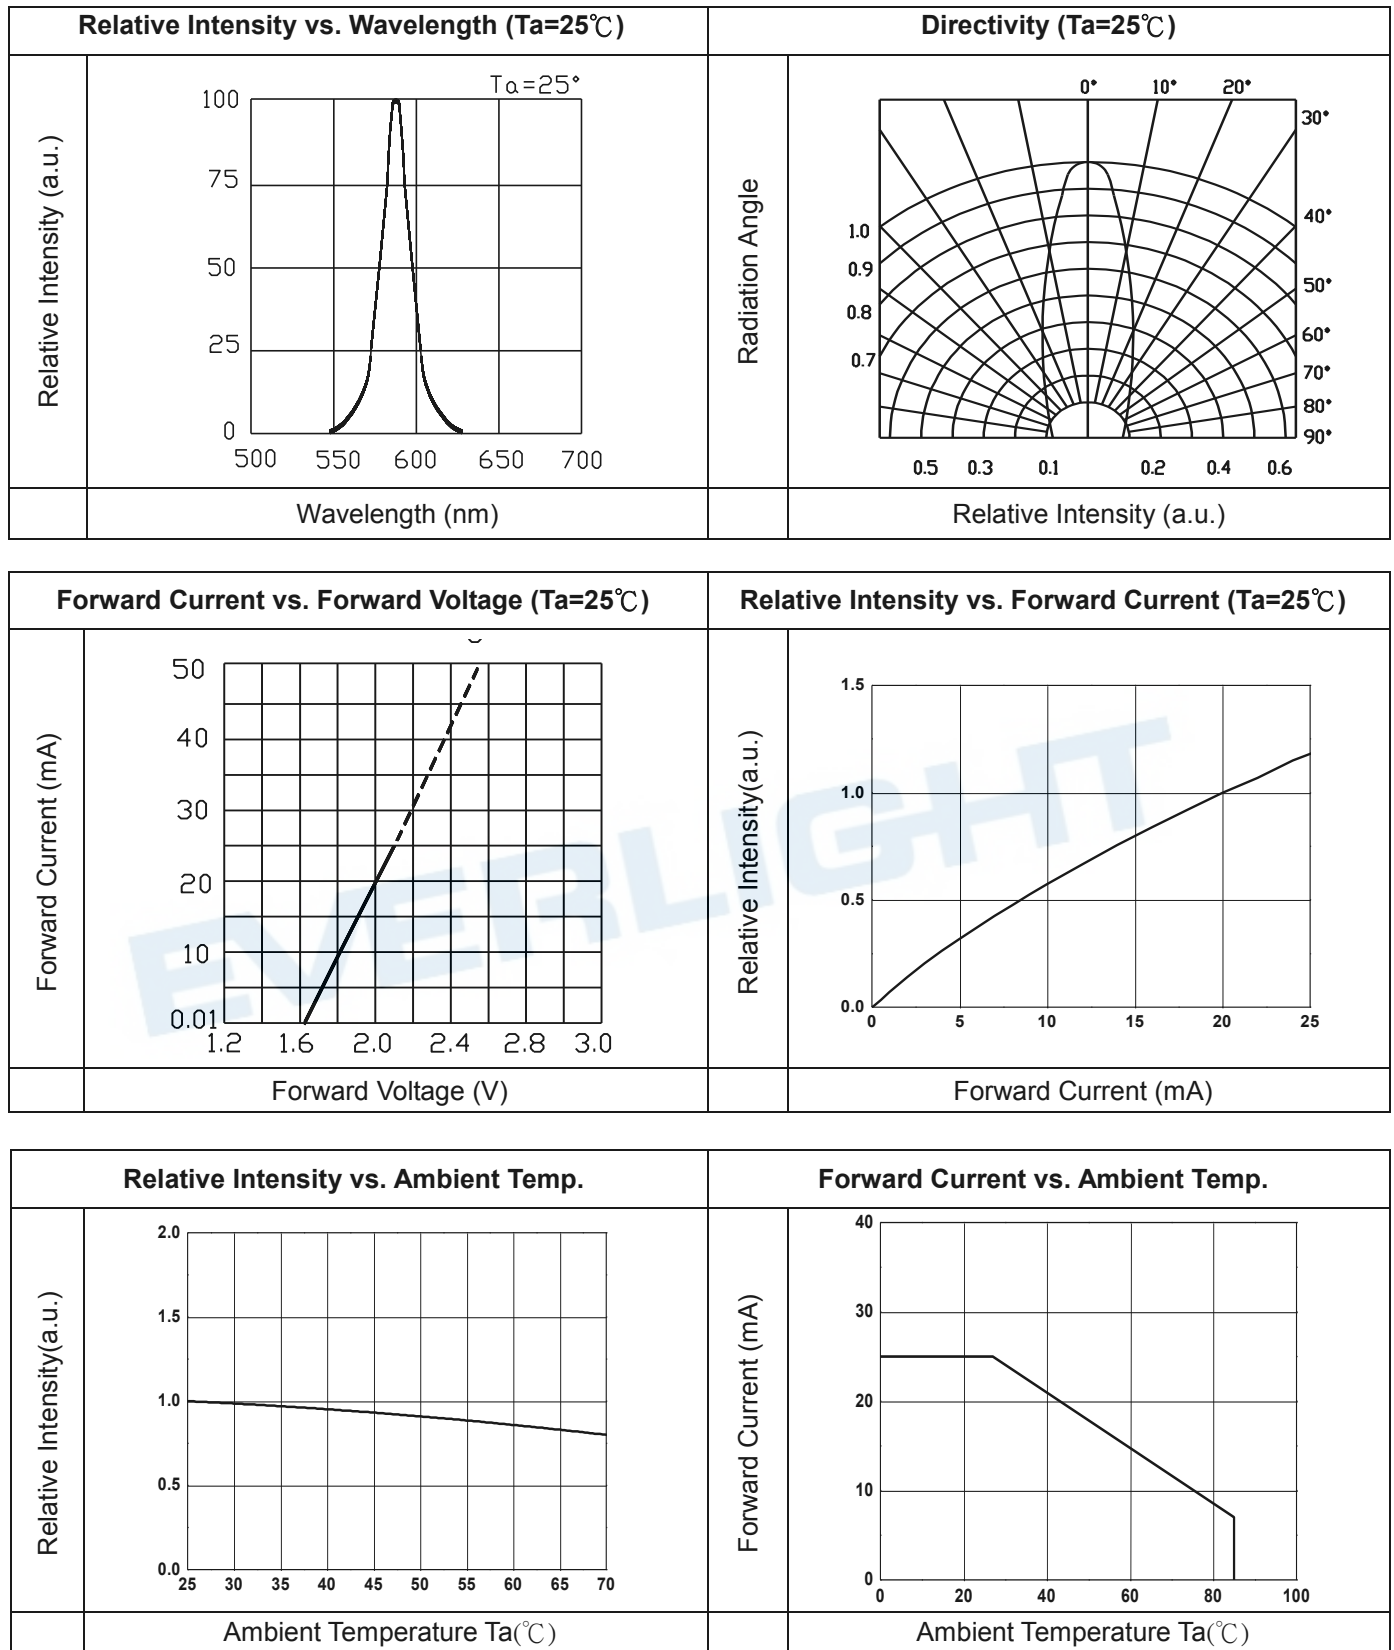 Relative Intensity vs. Wavelength (Ta=25℃)
Directivity (Ta=25℃)
Relative Intensity (a.u.)
Ta=25°
100
75
50
25
0
500 550 600 650 700
Wavelength (nm)
Radiation Angle
0° 10° 20°
30°
40°
50°
60°
70°
80°
90°
1.0
0.9
0.8
0.7
0.5 0.3 0.1 0.2 0.4 0.6
Relative Intensity (a.u.)
Forward Current vs. Forward Voltage (Ta=25℃)
Relative Intensity vs. Forward Current (Ta=25℃)
Forward Current (mA)
50
40
30
20
10
0.01
1.2 1.6 2.0 2.4 2.8 3.0
Forward Voltage (V)
Relative Intensity(a.u.)
1.5
1.0
0.5
0.0
0 5 10 15 20 25
Forward Current (mA)
EVERLIGHT
Relative Intensity vs. Ambient Temp.
Forward Current vs. Ambient Temp.
Relative Intensity(a.u.)
2.0
1.5
1.0
0.5
0.0
25 30 35 40 45 50 55 60 65 70
Ambient Temperature Ta(℃)
Forward Current (mA)
40
30
20
10
0
0 20 40 60 80 100
Ambient Temperature Ta(℃)